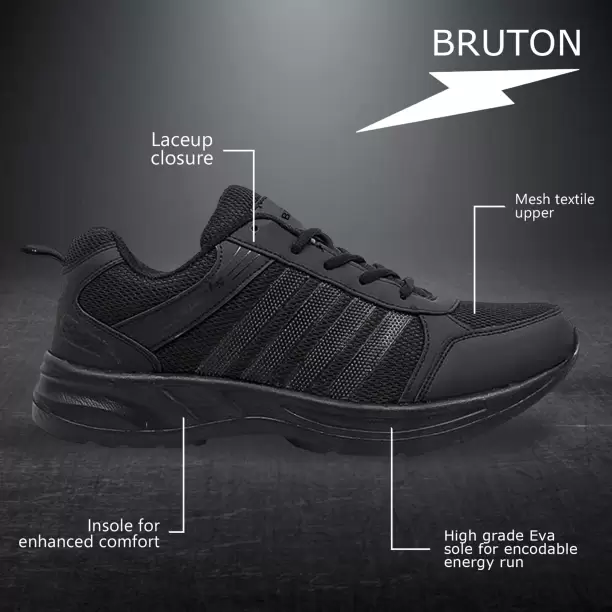 BRUTON
Laceup
closure
Mesh textile
upper
Insole for
enhanced comfort
High grade Eva
sole for encodable
energy run